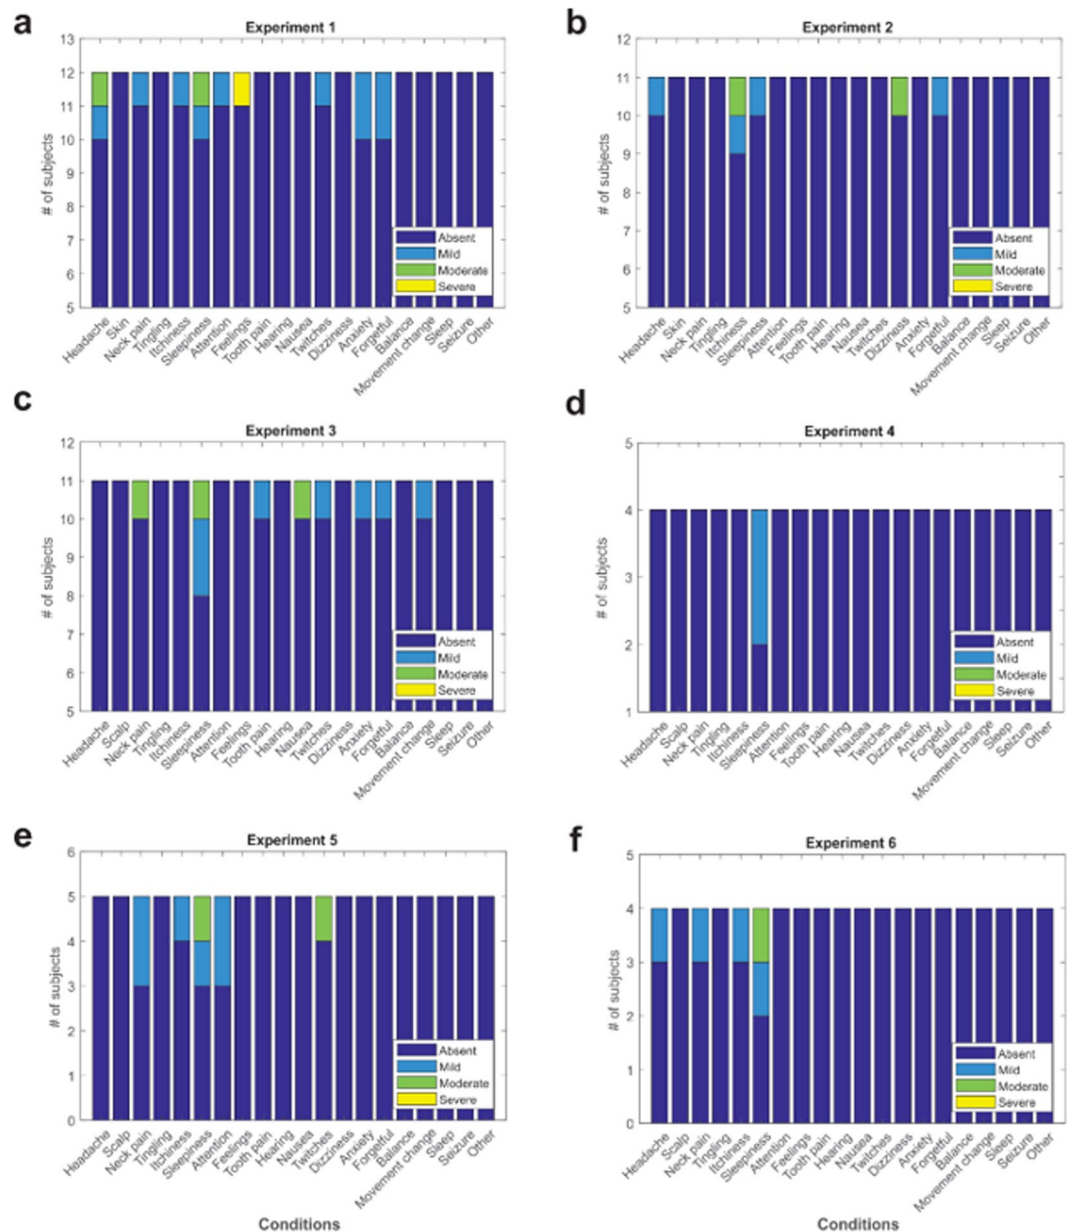 a
Experiment 1
# of subjects
13
12
11
10
9
8
7
6
5
Absent
Mild
Moderate
Severe
Headache
Skin
Neck pain
Tingling
Itchiness
Sleepiness
Attention
Feelings
Tooth pain
Hearing
Nausea
Twitches
Dizziness
Anxiety
Forgetful
Balance
Movement change
Sleep
Seizure
Other
b
Experiment 2
# of subjects
12
11
10
9
8
7
6
5
Absent
Mild
Moderate
Severe
Headache
Skin
Neck pain
Tingling
Itchiness
Sleepiness
Attention
Feelings
Tooth pain
Hearing
Nausea
Twitches
Dizziness
Anxiety
Forgetful
Balance
Movement change
Sleep
Seizure
Other
c
Experiment 3
# of subjects
12
11
10
9
8
7
6
5
Absent
Mild
Moderate
Severe
Headache
Scalp
Neck pain
Tingling
Itchiness
Sleepiness
Attention
Feelings
Tooth pain
Hearing
Nausea
Twitches
Dizziness
Anxiety
Forgetful
Balance
Movement change
Sleep
Seizure
Other
d
Experiment 4
# of subjects
5
4
3
2
1
Absent
Mild
Moderate
Severe
Headache
Scalp
Neck pain
Tingling
Itchiness
Sleepiness
Attention
Feelings
Tooth pain
Hearing
Nausea
Twitches
Dizziness
Anxiety
Forgetful
Balance
Movement change
Sleep
Seizure
Other
e
Experiment 5
# of subjects
6
5
4
3
2
1
0
Absent
Mild
Moderate
Severe
Headache
Scalp
Neck pain
Tingling
Itchiness
Sleepiness
Attention
Feelings
Tooth pain
Hearing
Nausea
Twitches
Dizziness
Anxiety
Forgetful
Balance
Movement change
Sleep
Seizure
Other
Conditions
f
Experiment 6
# of subjects
5
4
3
2
1
0
Absent
Mild
Moderate
Severe
Headache
Scalp
Neck pain
Tingling
Itchiness
Sleepiness
Attention
Feelings
Tooth pain
Hearing
Nausea
Twitches
Dizziness
Anxiety
Forgetful
Balance
Movement change
Sleep
Seizure
Other
Conditions